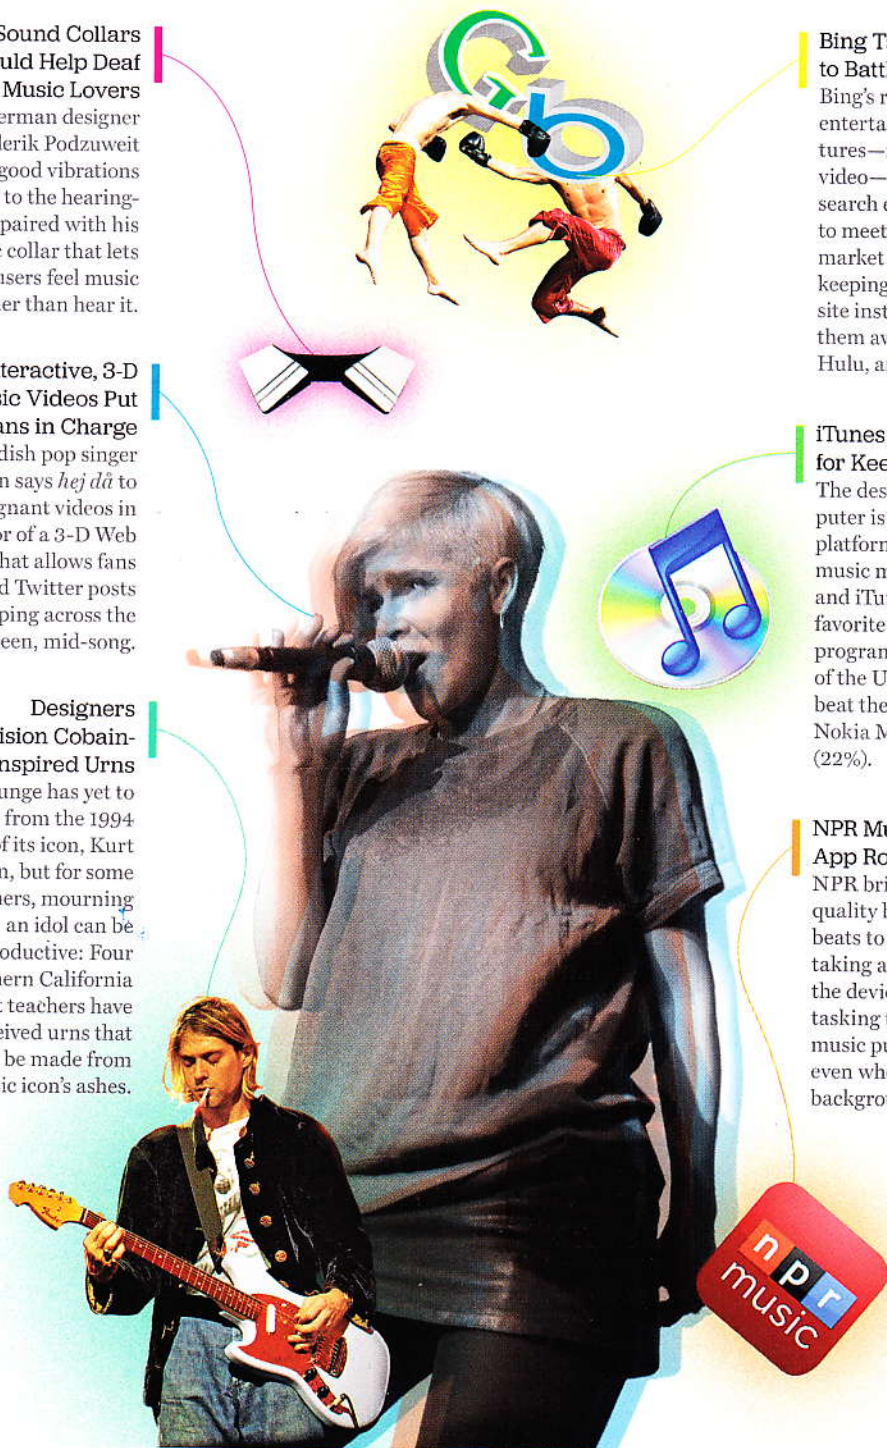 Sound Collars
uld Help Deaf
Music Lovers
erman designer
lerik Podzuweit
good vibrations
to the hearing-
paired with his
collar that lets
users feel music
er than hear it.
teractive, 3-D
sic Videos Put
ans in Charge
dish pop singer
n says hej då to
gnant videos in
or of a 3-D Web
hat allows fans
d Twitter posts
ping across the
een, mid-song.
Designers
ision Cobain-
nspired Urns
unge has yet to
from the 1994
of its icon, Kurt
n, but for some
ners, mourning
an idol can be
oductive: Four
hern California
t teachers have
eived urns that
be made from
ic icon's ashes.
G
b
Bing T
to Battl
Bing's r
enterta
tures—
video—
search e
to meet
market
keeping
site inst
them av
Hulu, a
iTunes
for Kee
The des
puter is
platform
music m
and iTu
favorite
program
of the U
beat the
Nokia M
(22%).
NPR Mu
App Ro
NPR bri
quality b
beats to
taking a
the devic
tasking t
music pu
even whe
backgrou
npr
music